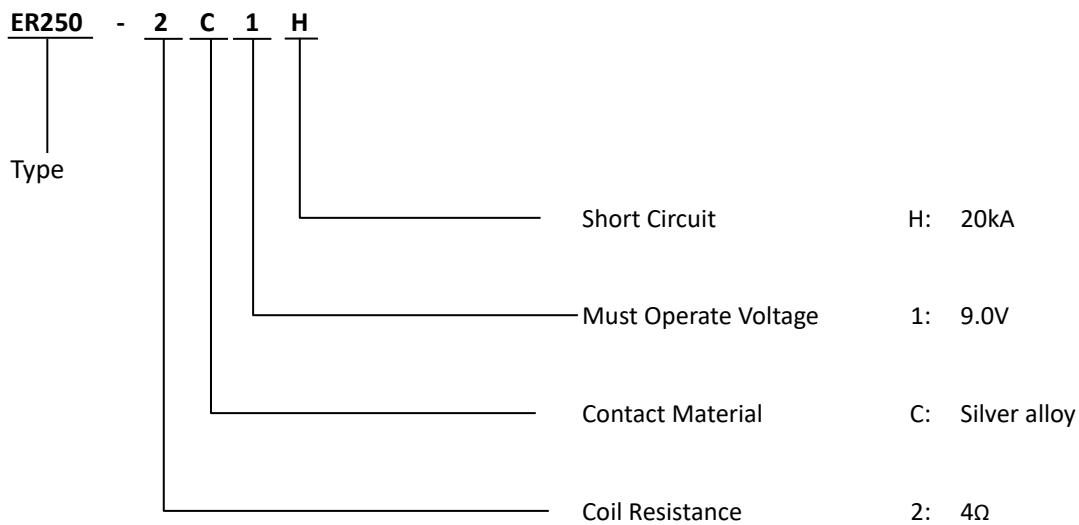 ER250 - 2 C 1 H
Type
Short Circuit H: 20kA
Must Operate Voltage 1: 9.0V
Contact Material C: Silver alloy
Coil Resistance 2: 4Ω